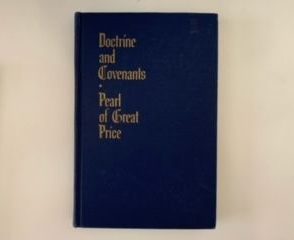 Doctrine
and
Covenants
Pearl
of Great
Price